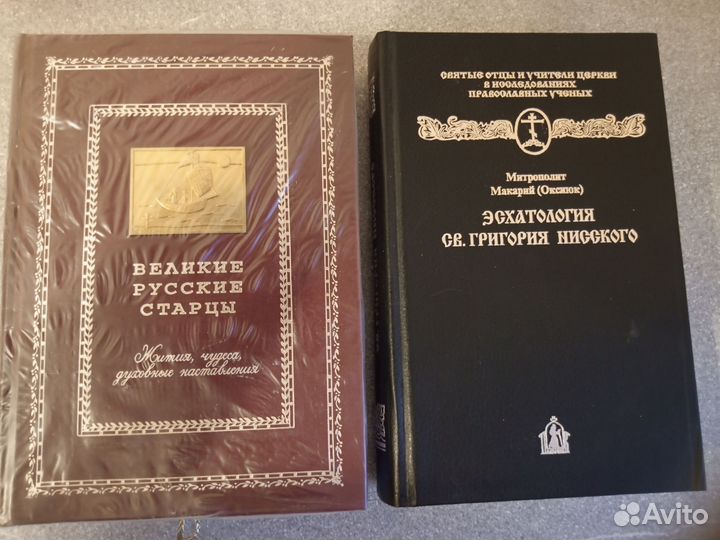 ВЕЛИКИЕ
РУССКИЕ
СТАРЦЫ
Жития, чудеса,
духовные наставления
СВЯТЫЕ ОТЦЫ И УЧИТЕЛИ ЦЕРКВИ
В ИССЛЕДОВАНИЯХ
ПРАВОСЛАВНЫХ УЧЕНЫХ
Митрополит
Макарий (Оксиюк)
ЭСХАТОЛОГИЯ
СВ. ГРИГОРИЯ НИССКОГО
Avito